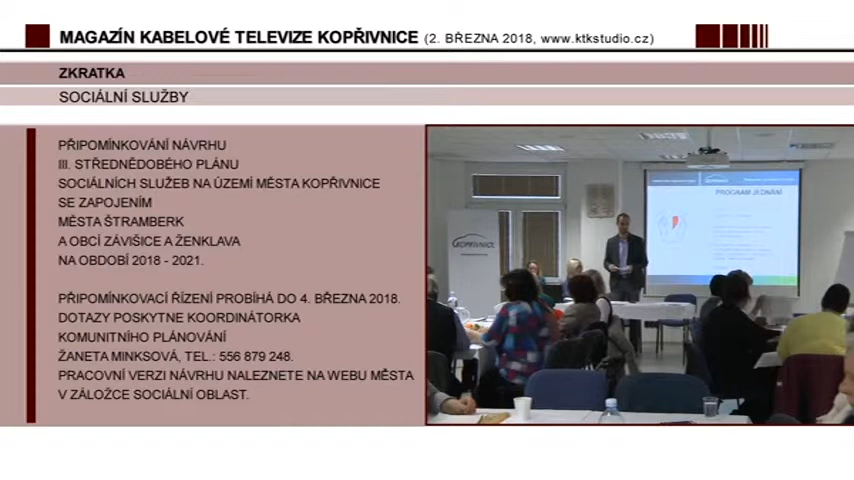 MAGAZÍN KABELOVÉ TELEVIZE KOPŘIVNICE (2. BŘEZNA 2018, www.ktkstudio.cz)
ZKRATKA
SOCIÁLNÍ SLUŽBY
PŘIPOMÍNKOVÁNÍ NÁVRHU
III. STŘEDNĚDOBÉHO PLÁNU
SOCIÁLNÍCH SLUŽEB NA ÚZEMÍ MĚSTA KOPŘIVNICE
SE ZAPOJENÍM
MĚSTA ŠTRAMBERK
A OBCÍ ZÁVIŠICE A ŽENKLAVA
NA OBDOBÍ 2018 - 2021.
PŘIPOMÍNKOVACÍ ŘÍZENÍ PROBÍHÁ DO 4. BŘEZNA 2018.
DOTAZY POSKYTNE KOORDINÁTORKA
KOMUNITNÍHO PLÁNOVÁNÍ
ŽANETA MINKSOVÁ, TEL.: 556 879 248.
PRACOVNÍ VERZI NÁVRHU NALEZNETE NA WEBU MĚSTA
V ZÁLOŽCE SOCIÁLNÍ OBLAST.
KOPŘIVNICE
PROGRAM JEDNÁNÍ